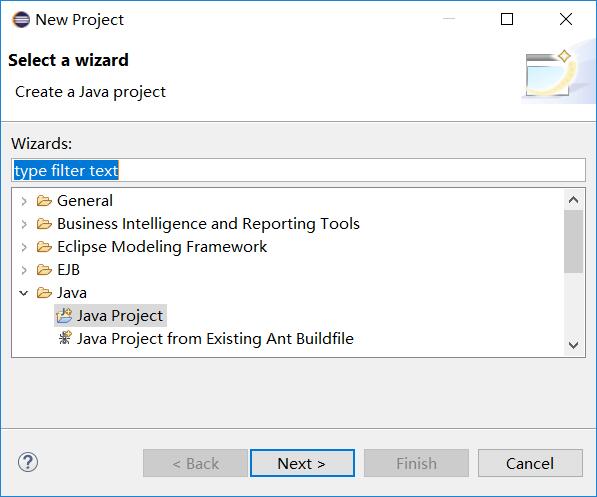 New Project
Select a wizard
Create a Java project
Wizards:
type filter text
General
Business Intelligence and Reporting Tools
Eclipse Modeling Framework
EJB
Java
Java Project
Java Project from Existing Ant Buildfile
? < Back Next > Finish Cancel